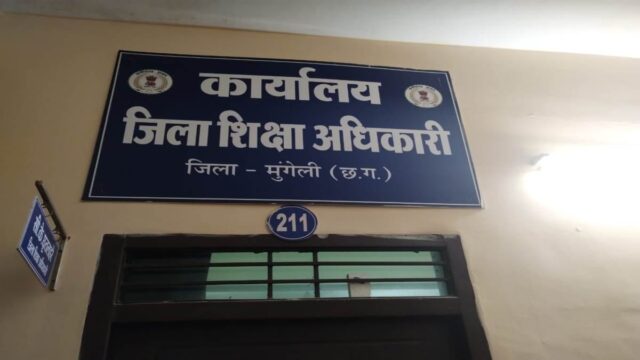 कार्यालय
जिला शिक्षा अधिकारी
जिला - मुंगेली (छ.ग.)
211